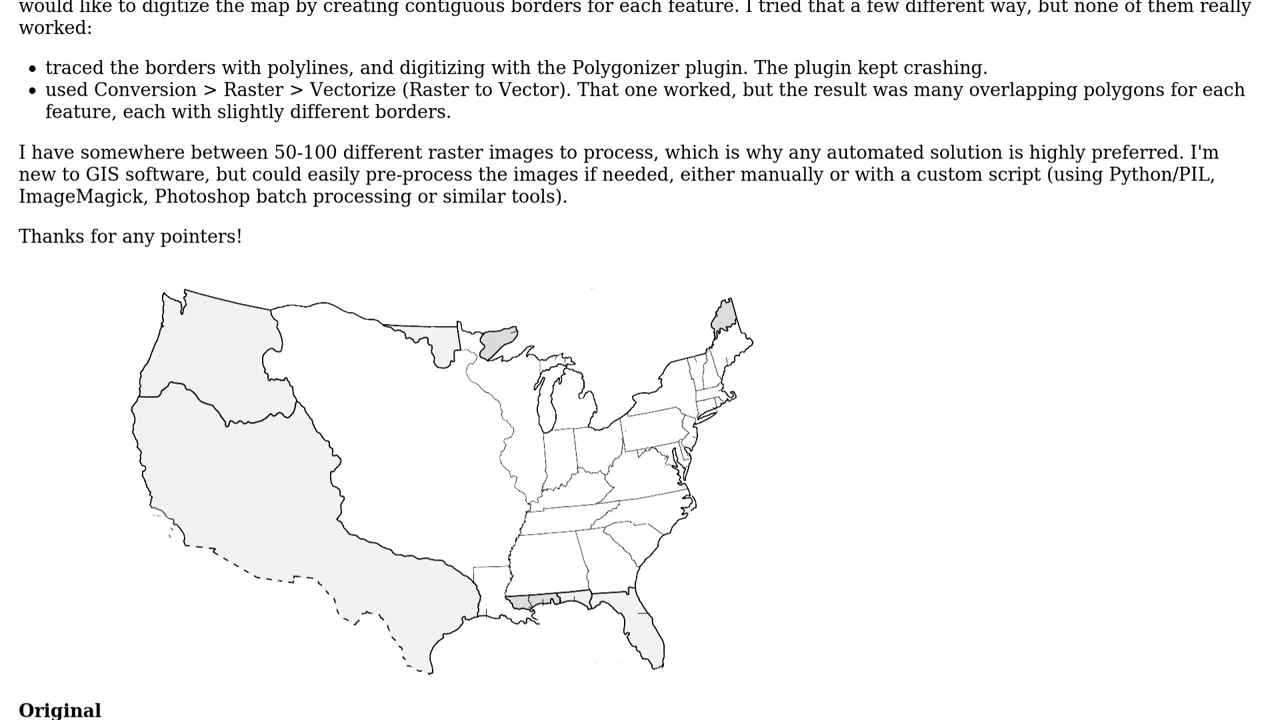 would like to digitize the map by creating contiguous borders for each feature. I tried that a few different way, but none of them really
worked:
traced the borders with polylines, and digitizing with the Polygonizer plugin. The plugin kept crashing.
used Conversion > Raster > Vectorize (Raster to Vector). That one worked, but the result was many overlapping polygons for each
feature, each with slightly different borders.
I have somewhere between 50-100 different raster images to process, which is why any automated solution is highly preferred. I'm
new to GIS software, but could easily pre-process the images if needed, either manually or with a custom script (using Python/PIL,
ImageMagick, Photoshop batch processing or similar tools).
Thanks for any pointers!
Original